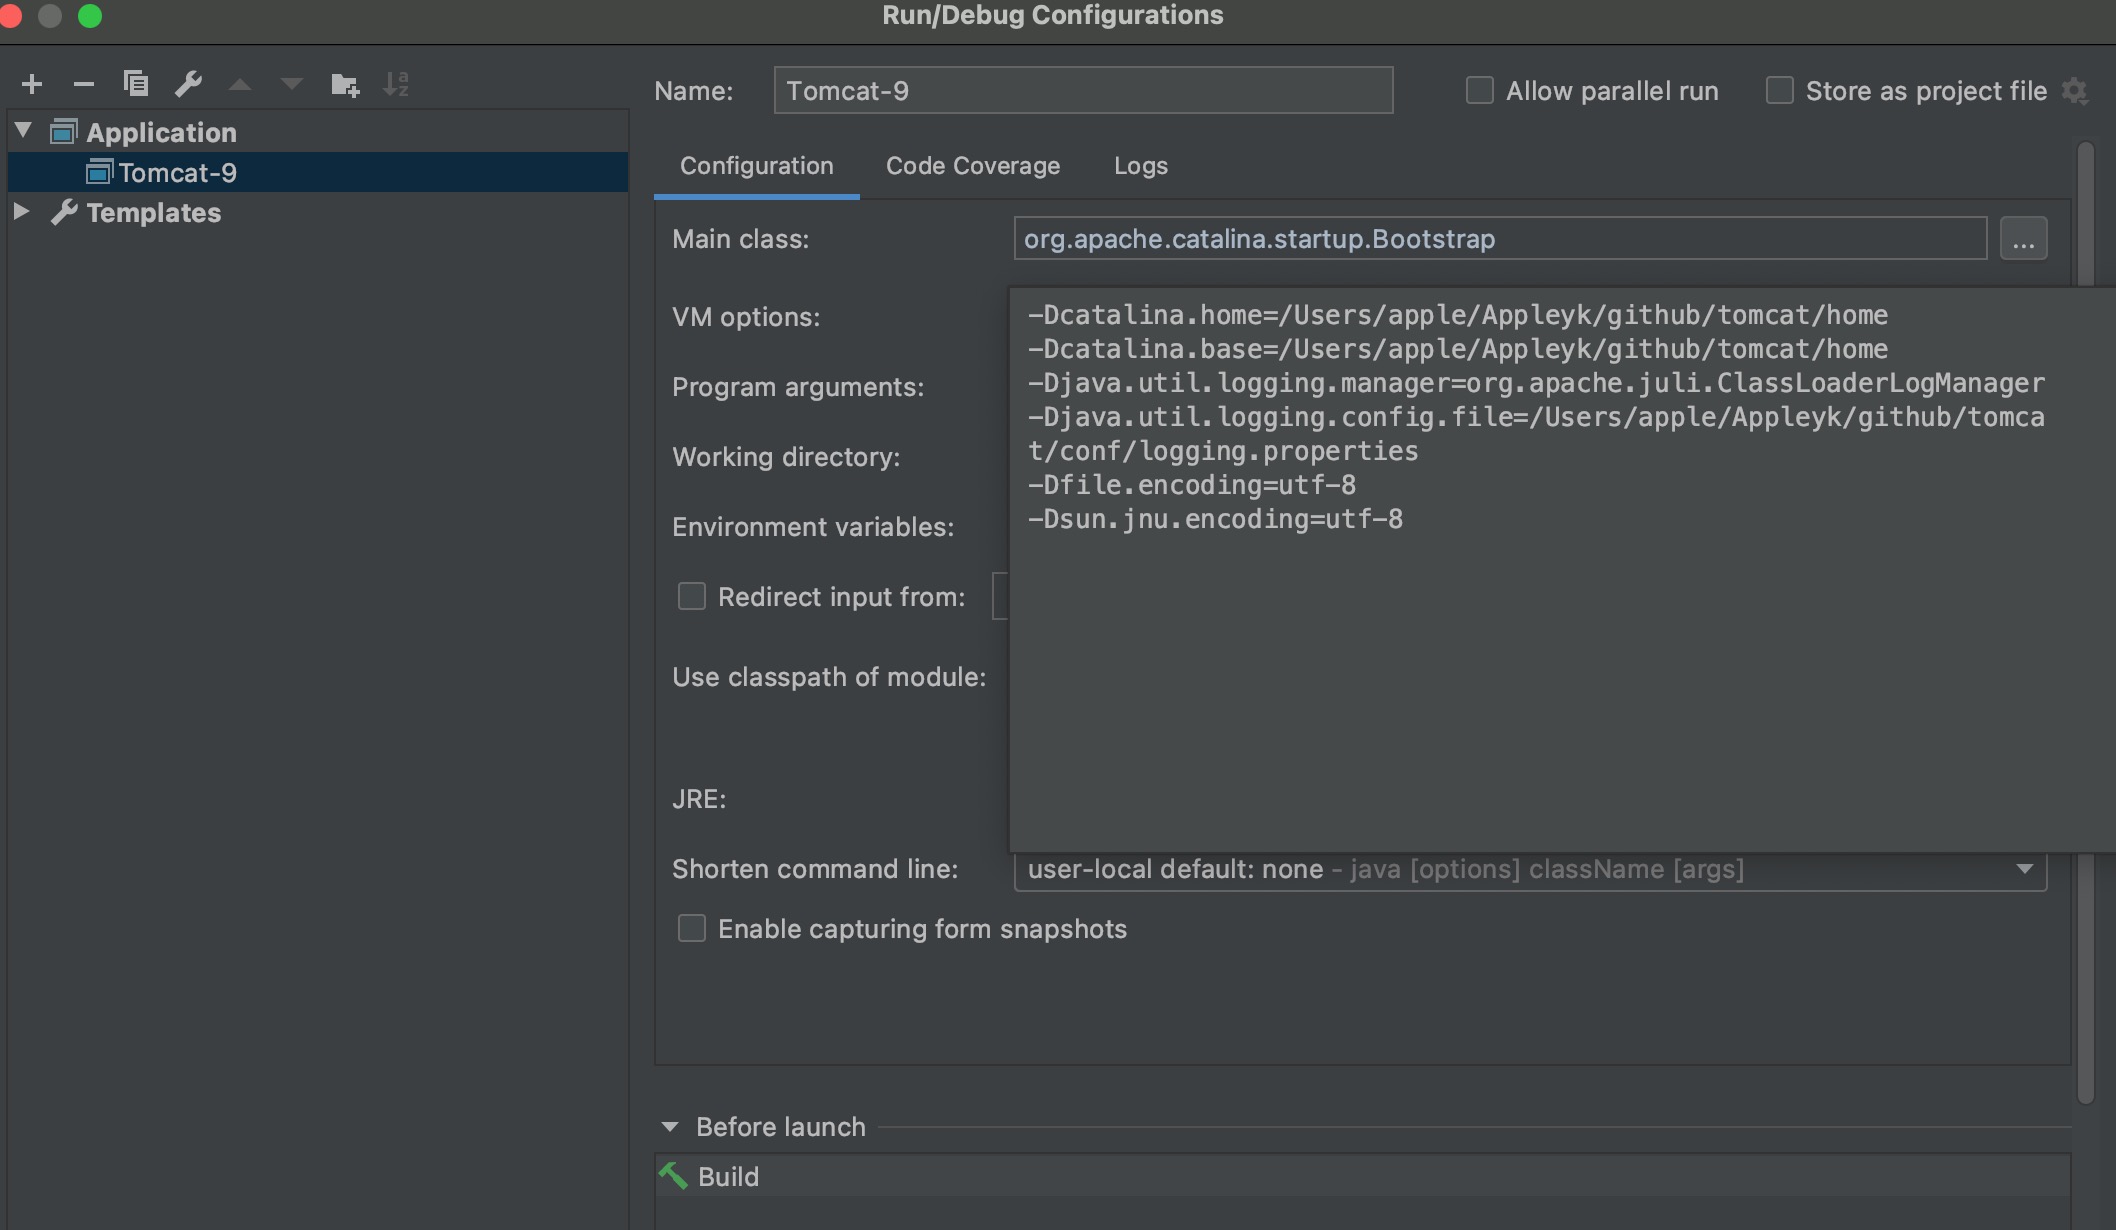 Run/Debug Configurations
Application
Tomcat-9
Templates
Name: Tomcat-9 Allow parallel run Store as project file
Configuration Code Coverage Logs
Main class: org.apache.catalina.startup.Bootstrap ...
VM options:
-Dcatalina.home=/Users/apple/Appleyk/github/tomcat/home
-Dcatalina.base=/Users/apple/Appleyk/github/tomcat/home
-Djava.util.logging.manager=org.apache.juli.ClassLoaderLogManager
-Djava.util.logging.config.file=/Users/apple/Appleyk/github/tomca
t/conf/logging.properties
-Dfile.encoding=utf-8
-Dsun.jnu.encoding=utf-8
Program arguments:
Working directory:
Environment variables:
Redirect input from:
Use classpath of module:
JRE:
Shorten command line: user-local default: none - java [options] className [args]
Enable capturing form snapshots
Before launch
Build